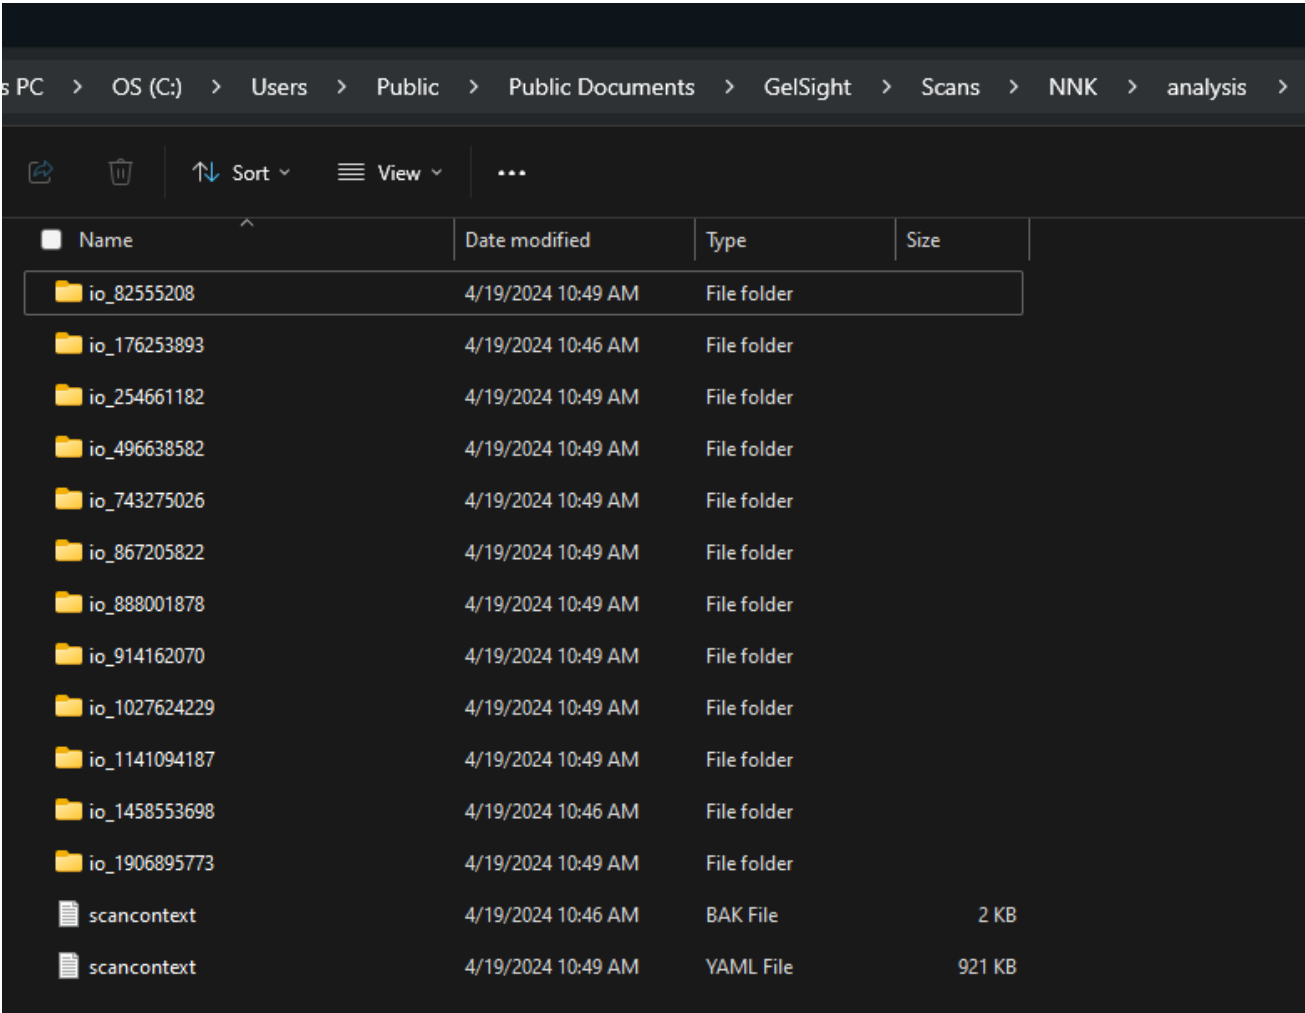 s PC > OS (C:) > Users > Public > Public Documents > GelSight > Scans > NNK > analysis >
Sort View ...
Name Date modified Type Size
io_82555208 4/19/2024 10:49 AM File folder
io_176253893 4/19/2024 10:46 AM File folder
io_254661182 4/19/2024 10:49 AM File folder
io_496638582 4/19/2024 10:49 AM File folder
io_743275026 4/19/2024 10:49 AM File folder
io_867205822 4/19/2024 10:49 AM File folder
io_888001878 4/19/2024 10:49 AM File folder
io_914162070 4/19/2024 10:49 AM File folder
io_1027624229 4/19/2024 10:49 AM File folder
io_1141094187 4/19/2024 10:49 AM File folder
io_1458553698 4/19/2024 10:46 AM File folder
io_1906895773 4/19/2024 10:49 AM File folder
scancontext 4/19/2024 10:46 AM BAK File 2 KB
scancontext 4/19/2024 10:49 AM YAML File 921 KB